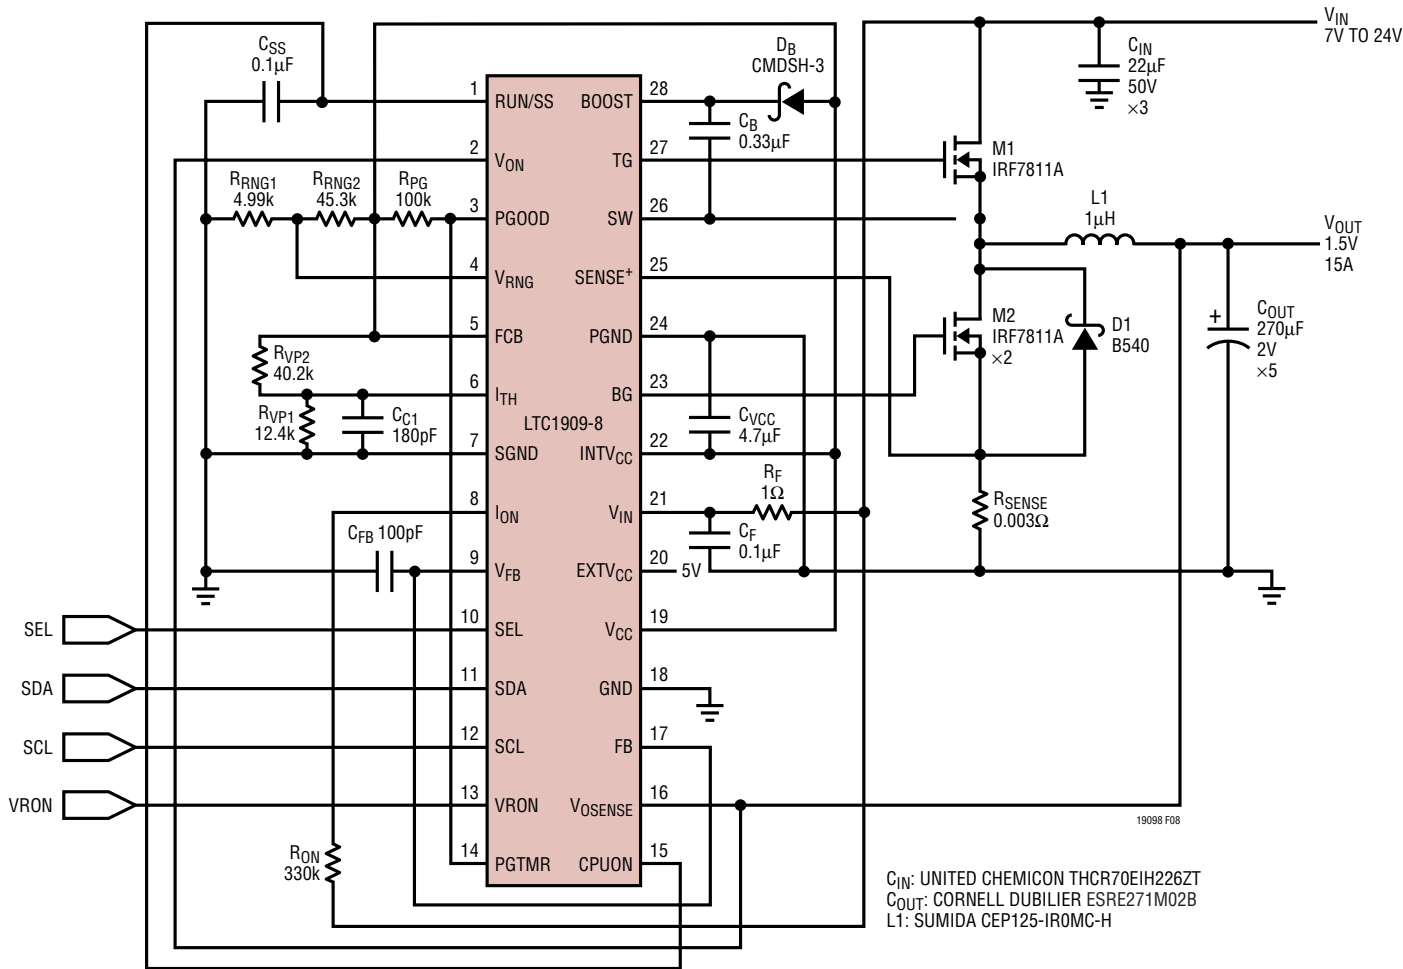 VIN
7V TO 24V
CIN
22µF
50V
×3
CSS
0.1µF
DB
CMDSH-3
1
RUN/SS
BOOST
28
CB
0.33µF
2
VON
TG
27
M1
IRF7811A
RRNG1
4.99k
RRNG2
45.3k
RPG
100k
3
PGOOD
SW
26
L1
1µH
VOUT
1.5V
15A
4
VRNG
SENSE+
25
5
FCB
PGND
24
M2
IRF7811A
×2
D1
B540
+
COUT
270µF
2V
×5
RVP2
40.2k
6
ITH
BG
23
RVP1
12.4k
CC1
180pF
LTC1909-8
CVCC
4.7µF
7
SGND
INTVCC
22
RF
1Ω
RSENSE
0.003Ω
8
ION
VIN
21
CF
0.1µF
CFB 100pF
9
VFB
EXTVCC
20
5V
SEL
10
SEL
VCC
19
SDA
11
SDA
GND
18
SCL
12
SCL
FB
17
VRON
13
VRON
VOSENSE
16
19098 F08
RON
330k
14
PGTMR
CPUON
15
CIN: UNITED CHEMICON THCR70EIH226ZT
COUT: CORNELL DUBILIER ESRE271M02B
L1: SUMIDA CEP125-IR0MC-H